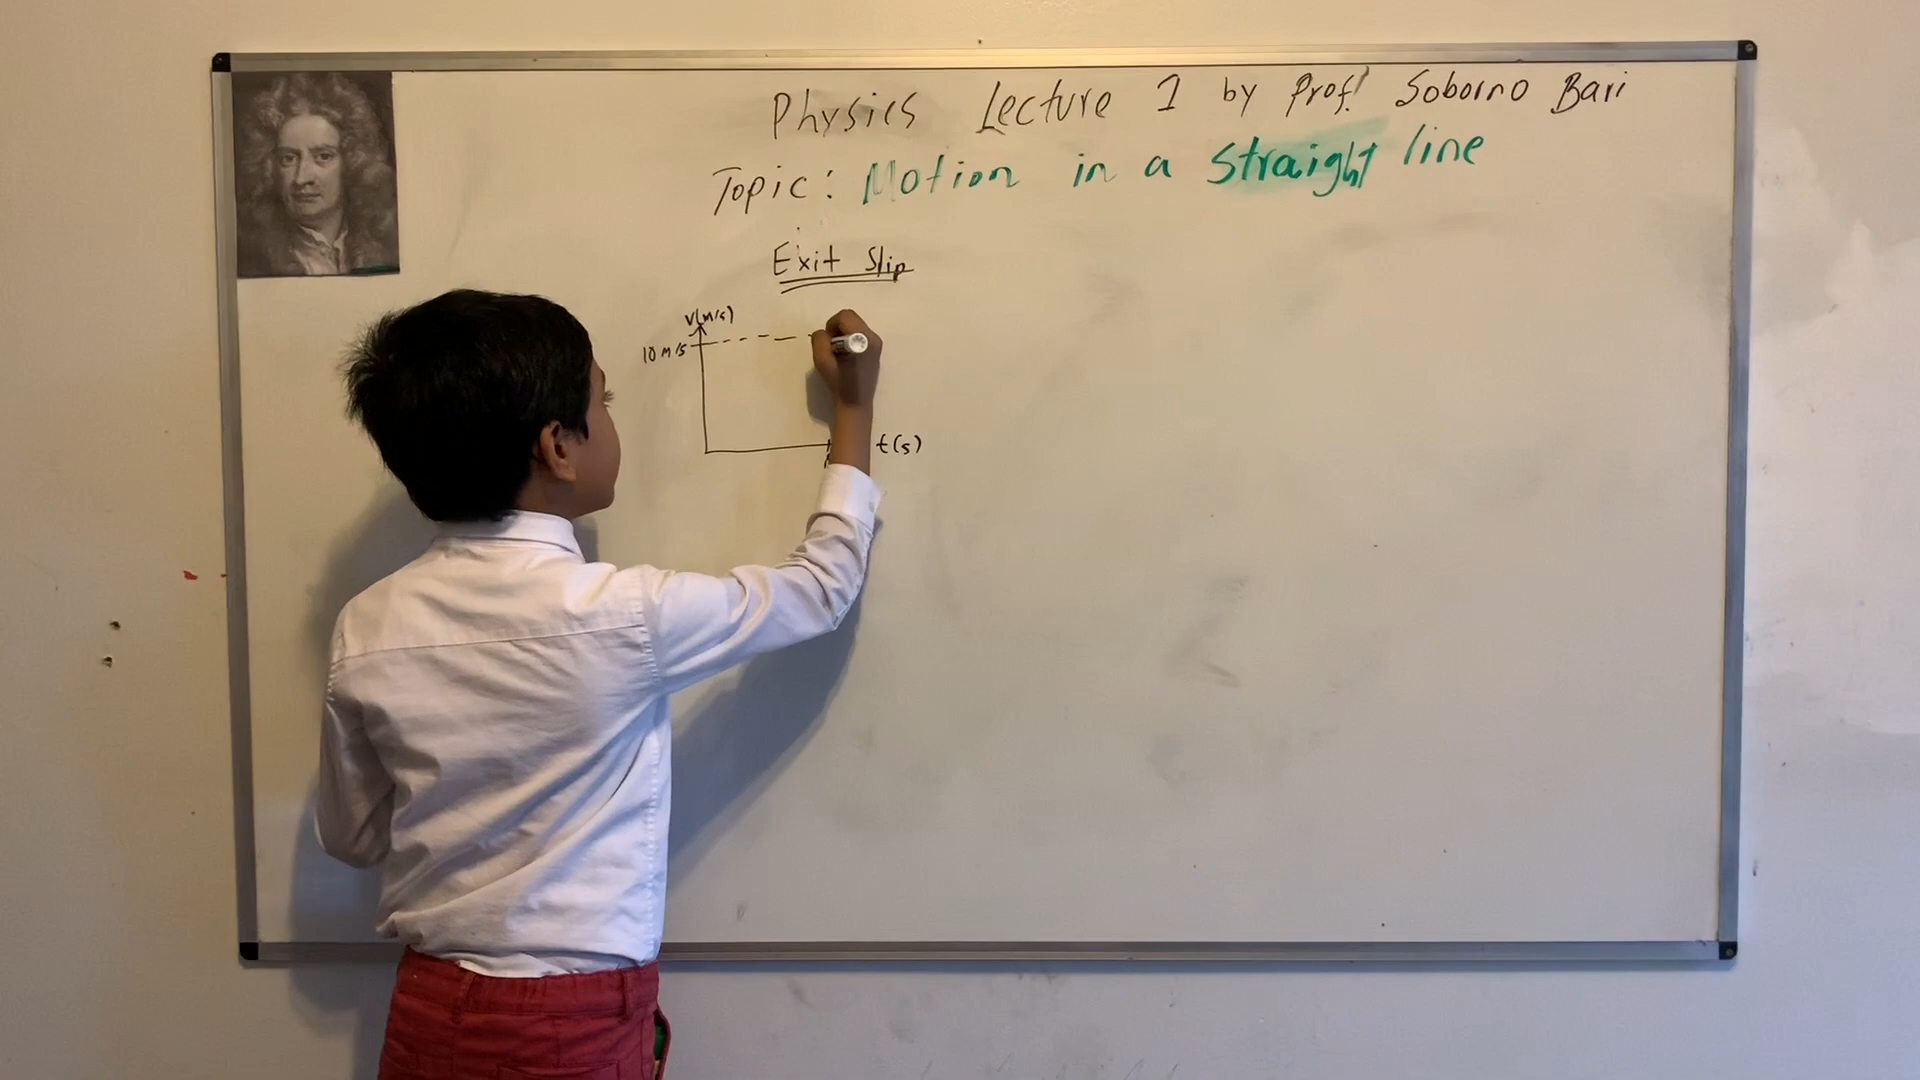 Physics Lecture 1 by Prof. Soborno Bari
Topic: Motion in a straight line
Exit Slip
V(m/s)
10 m/s
t(s)